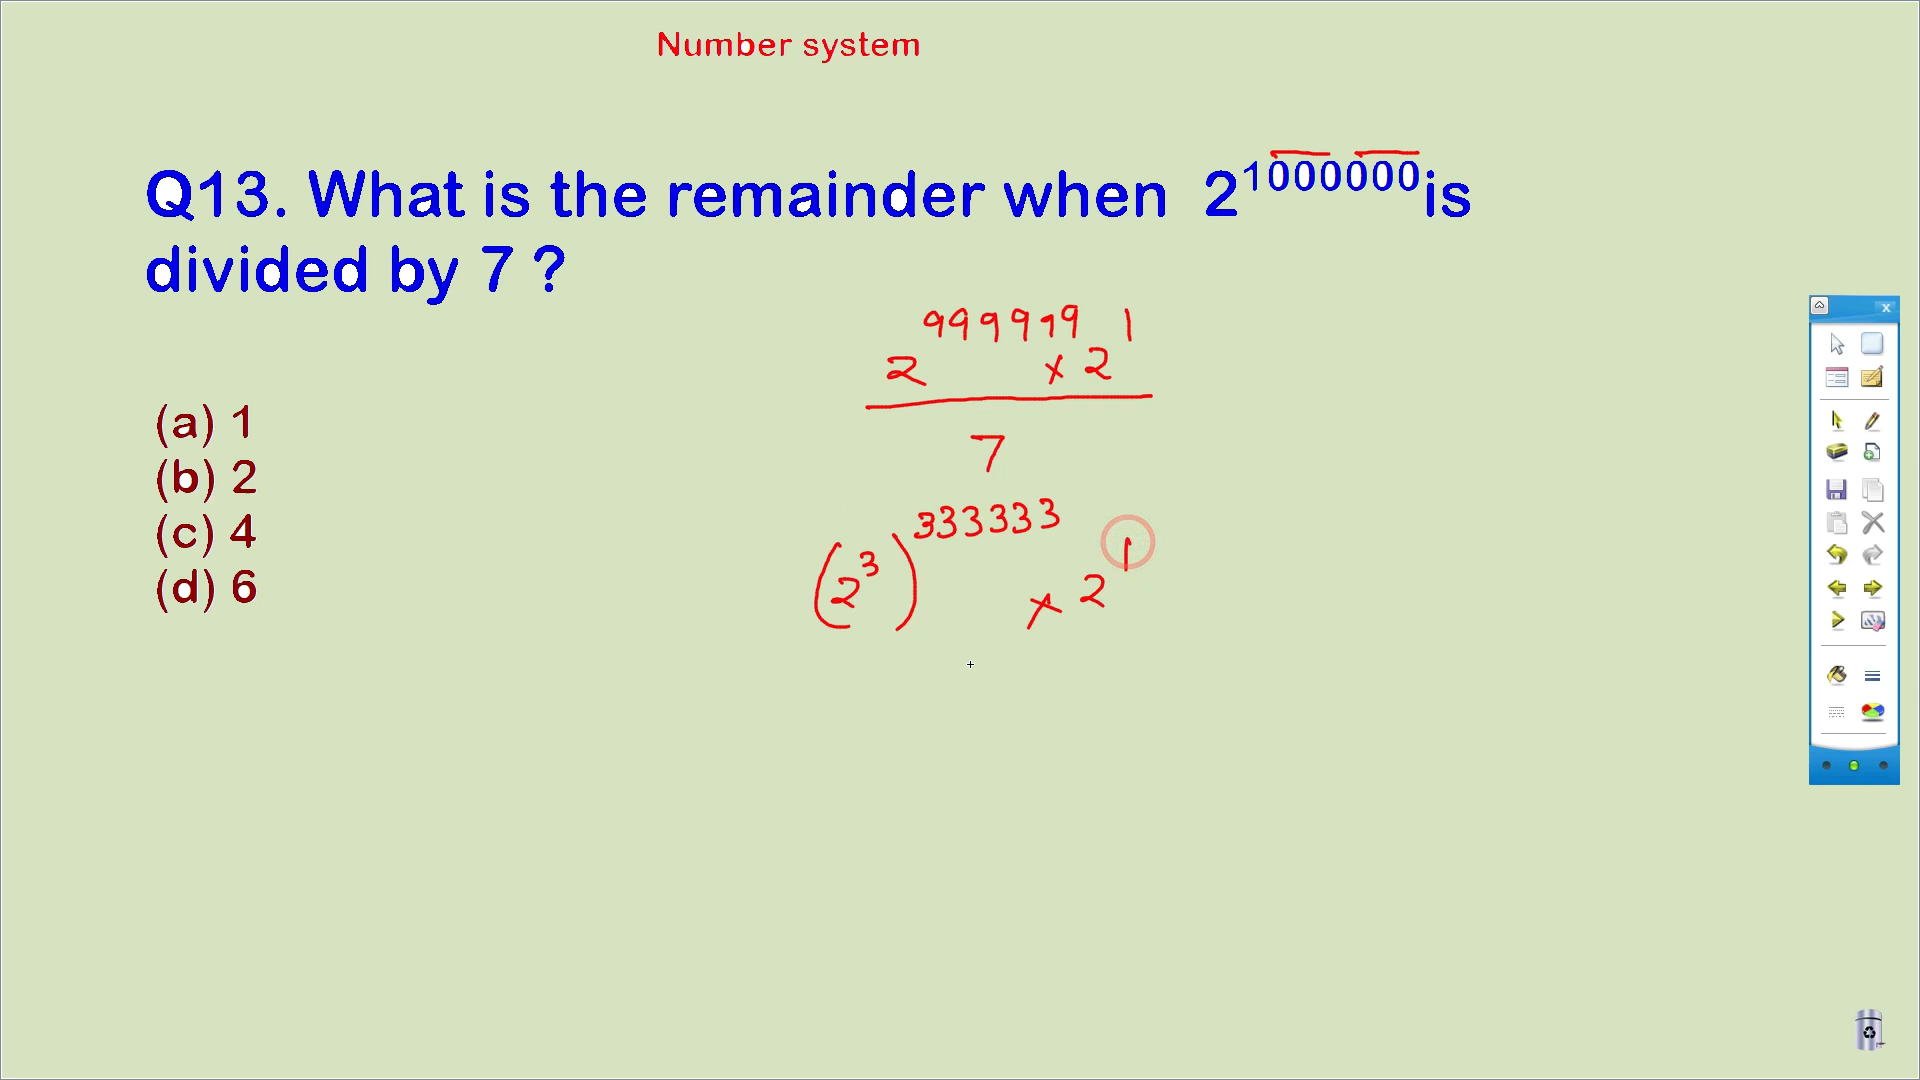 Number system
Q13. What is the remainder when 2^1000000 is
divided by 7 ?
(a) 1
(b) 2
(c) 4
(d) 6
2^999999 × 2^1
7
(2^3)^333333 × 2^1